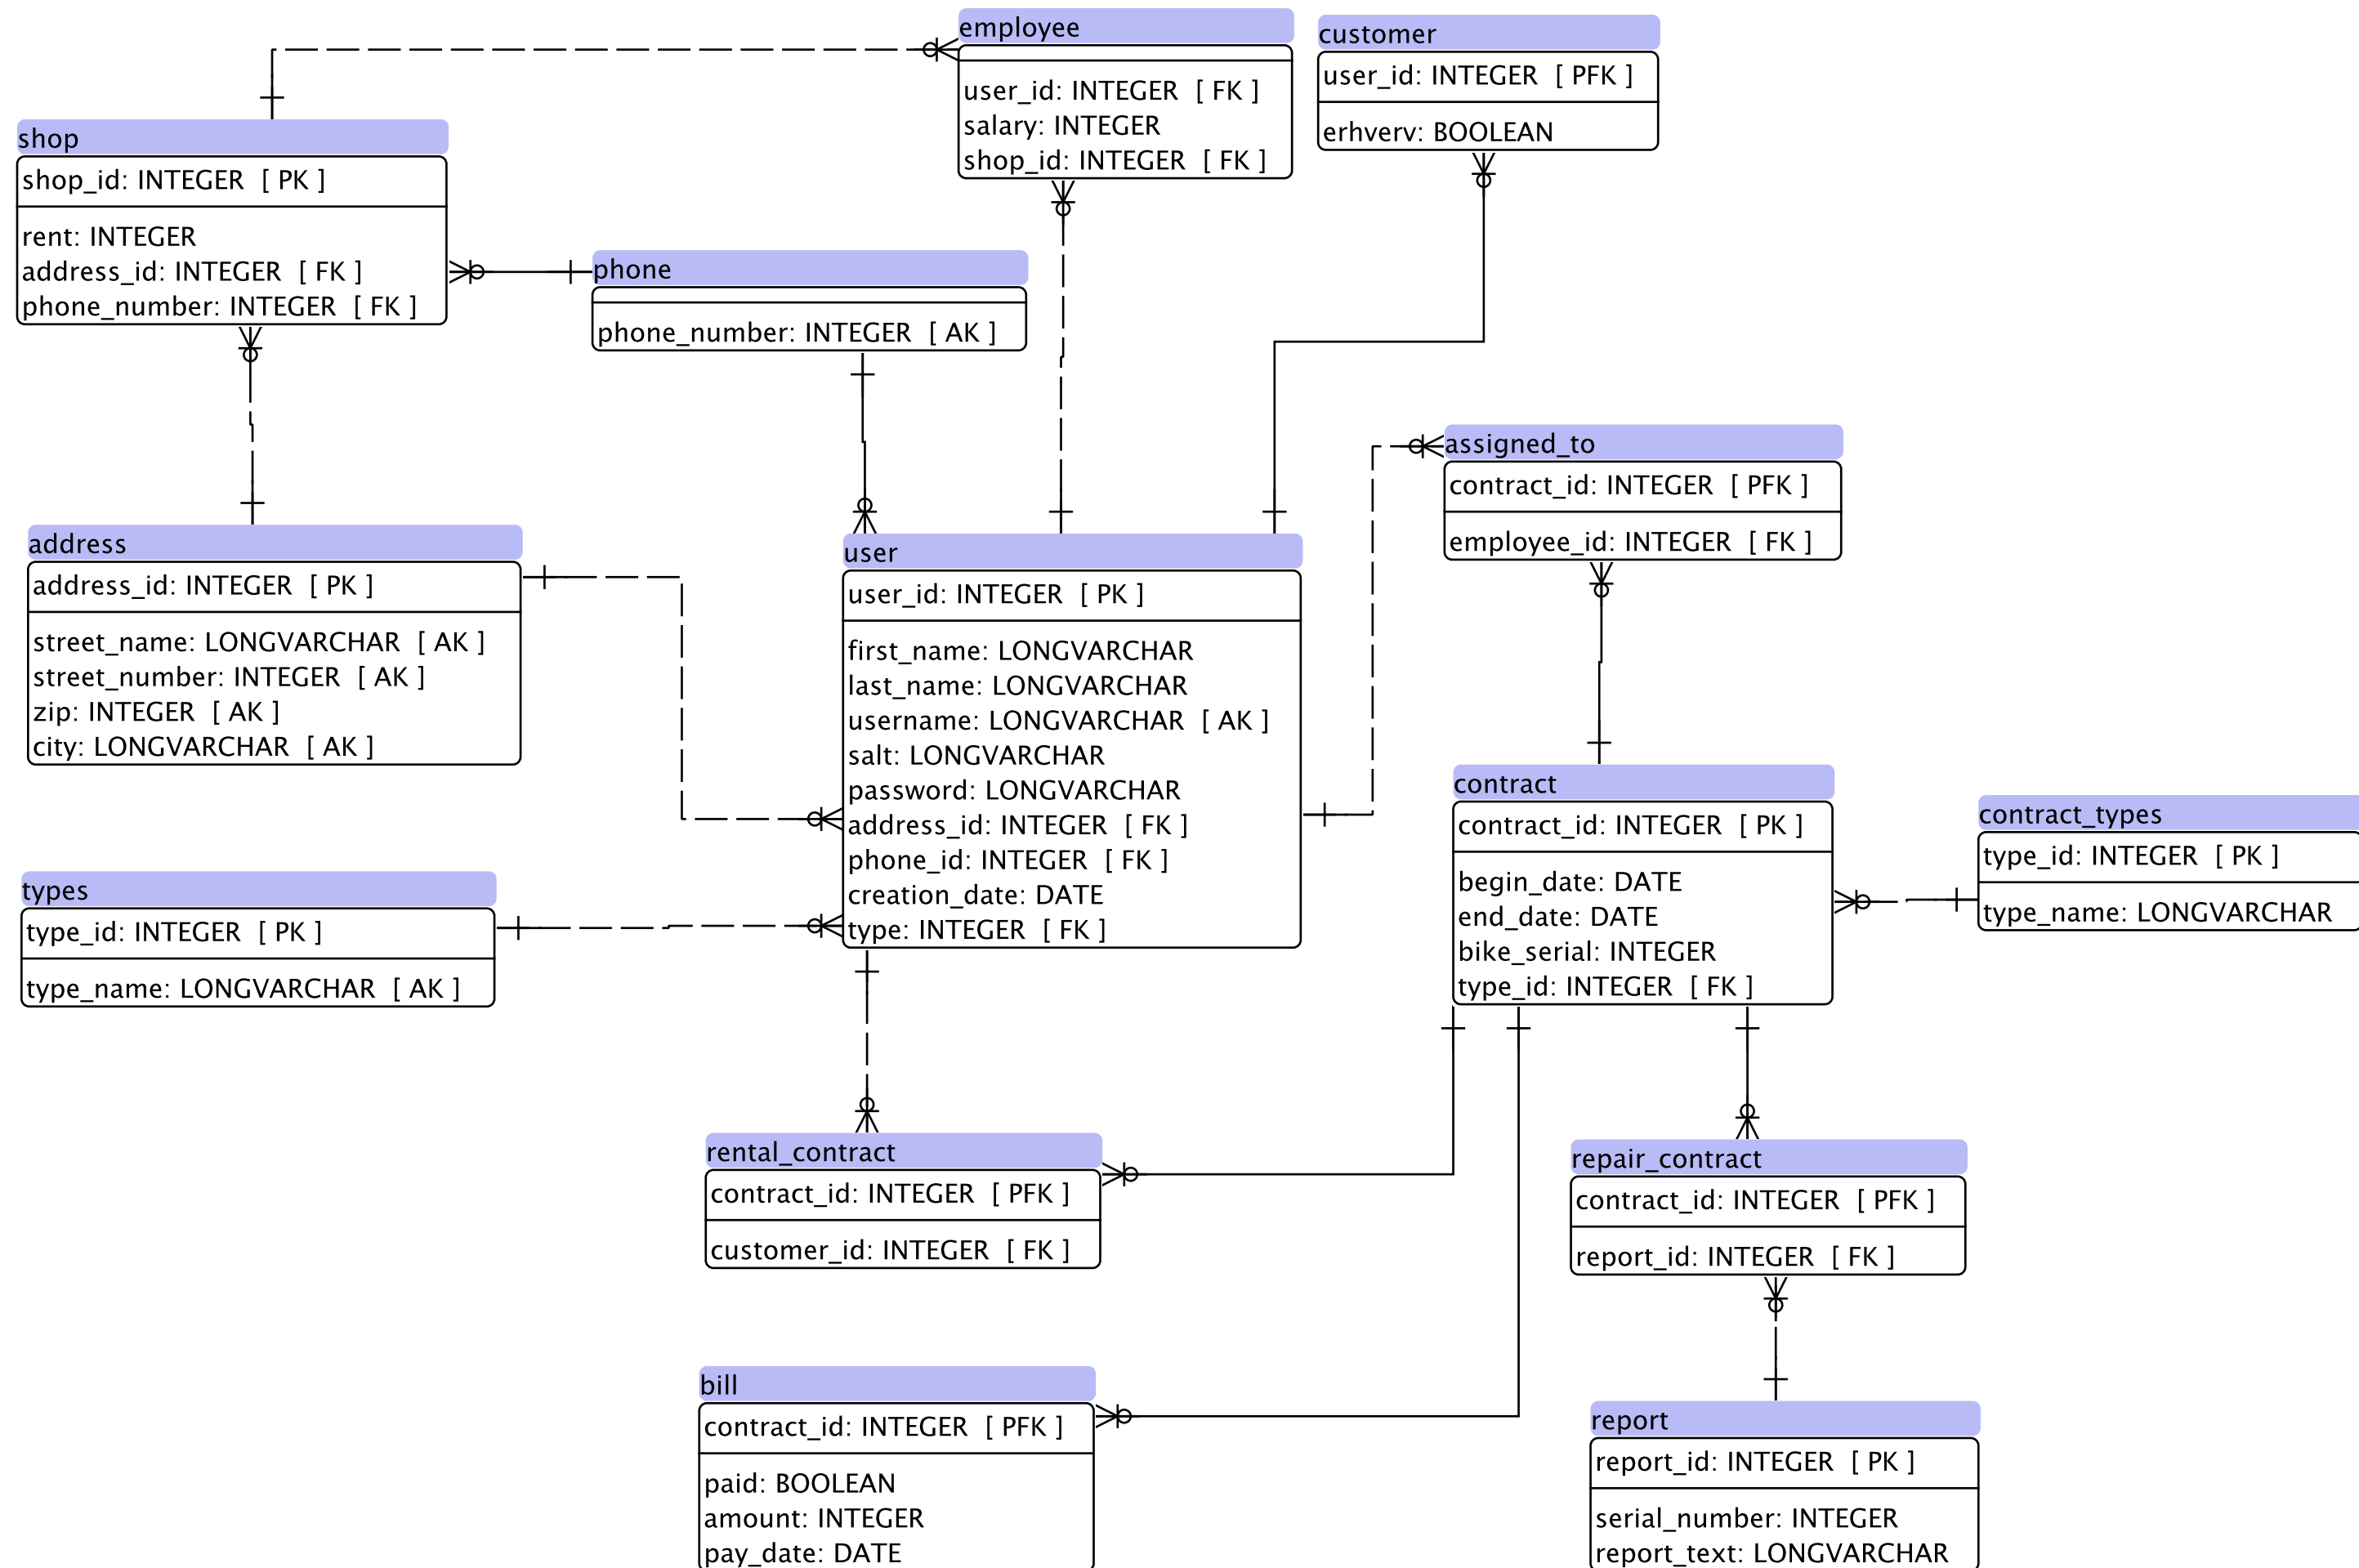 employee
user_id: INTEGER [ FK ]
salary: INTEGER
shop_id: INTEGER [ FK ]
customer
user_id: INTEGER [ PFK ]
erhverv: BOOLEAN
shop
shop_id: INTEGER [ PK ]
rent: INTEGER
address_id: INTEGER [ FK ]
phone_number: INTEGER [ FK ]
phone
phone_number: INTEGER [ AK ]
assigned_to
contract_id: INTEGER [ PFK ]
employee_id: INTEGER [ FK ]
address
address_id: INTEGER [ PK ]
street_name: LONGVARCHAR [ AK ]
street_number: INTEGER [ AK ]
zip: INTEGER [ AK ]
city: LONGVARCHAR [ AK ]
user
user_id: INTEGER [ PK ]
first_name: LONGVARCHAR
last_name: LONGVARCHAR
username: LONGVARCHAR [ AK ]
salt: LONGVARCHAR
password: LONGVARCHAR
address_id: INTEGER [ FK ]
phone_id: INTEGER [ FK ]
creation_date: DATE
type: INTEGER [ FK ]
contract
contract_id: INTEGER [ PK ]
begin_date: DATE
end_date: DATE
bike_serial: INTEGER
type_id: INTEGER [ FK ]
contract_types
type_id: INTEGER [ PK ]
type_name: LONGVARCHAR
types
type_id: INTEGER [ PK ]
type_name: LONGVARCHAR [ AK ]
rental_contract
contract_id: INTEGER [ PFK ]
customer_id: INTEGER [ FK ]
repair_contract
contract_id: INTEGER [ PFK ]
report_id: INTEGER [ FK ]
bill
contract_id: INTEGER [ PFK ]
paid: BOOLEAN
amount: INTEGER
pay_date: DATE
report
report_id: INTEGER [ PK ]
serial_number: INTEGER
report_text: LONGVARCHAR